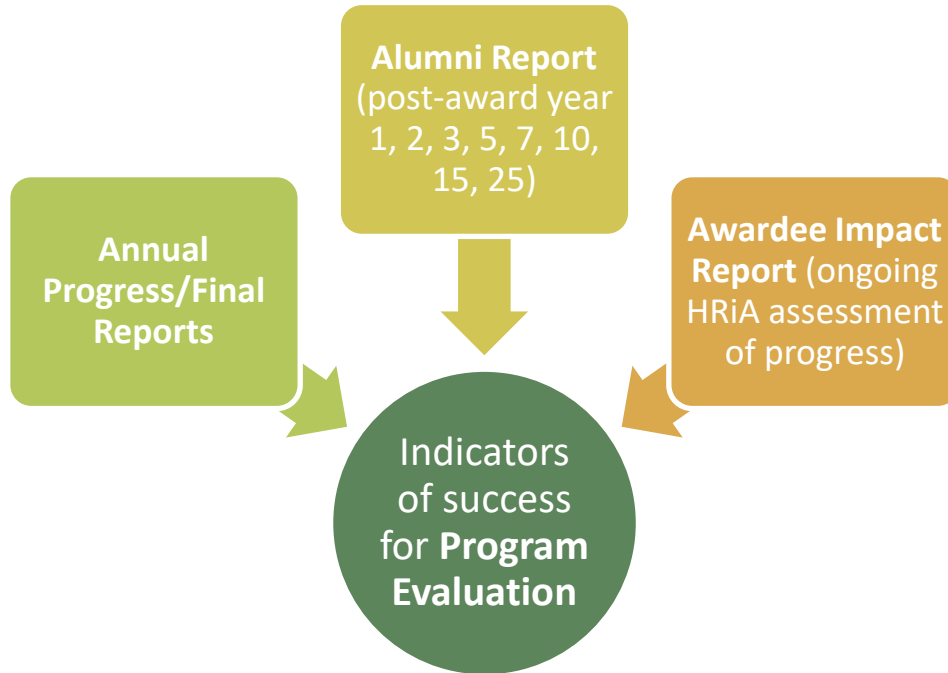 Annual
Progress/Final
Reports
Alumni Report
(post-award year
1, 2, 3, 5, 7, 10,
15, 25)
Awardee Impact
Report (ongoing
HRiA assessment
of progress)
Indicators
of success
for Program
Evaluation